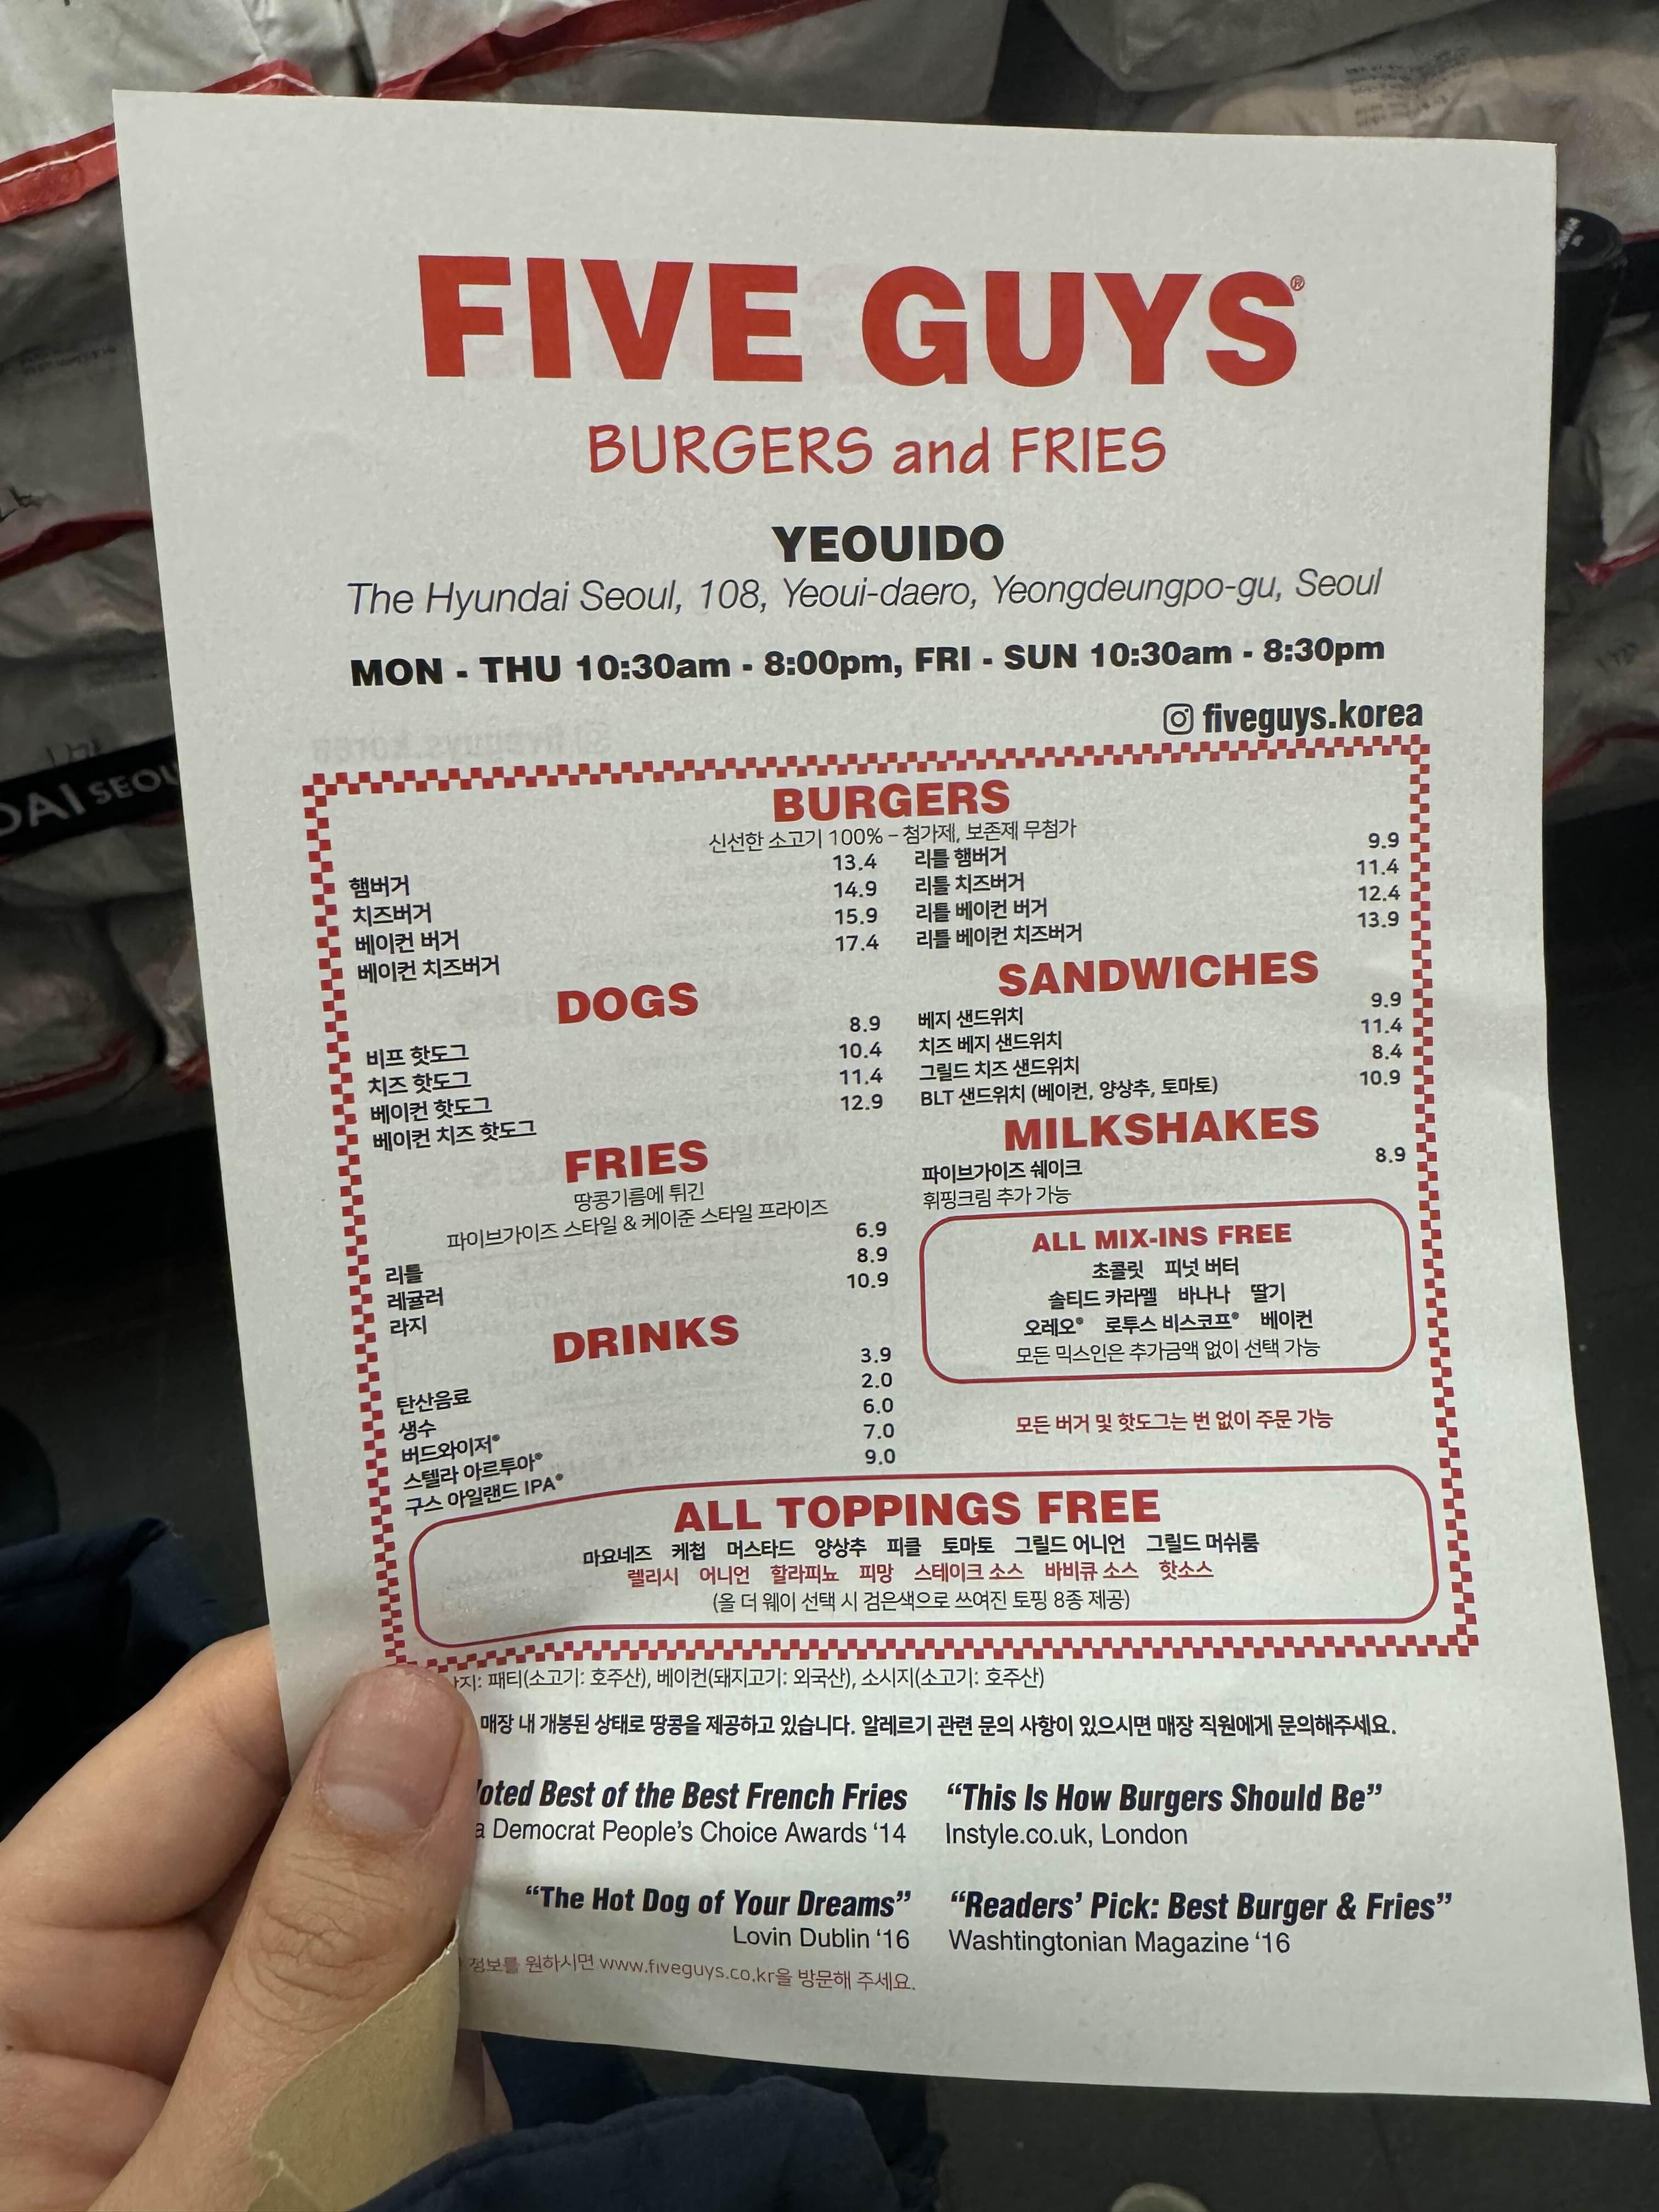 FIVE GUYS®
BURGERS and FRIES
YEOUIDO
The Hyundai Seoul, 108, Yeoui-daero, Yeongdeungpo-gu, Seoul
MON - THU 10:30am - 8:00pm, FRI - SUN 10:30am - 8:30pm
fiveguys.korea
BURGERS
신선한 소고기 100% – 첨가제, 보존제 무첨가
햄버거 13.4
치즈버거 14.9
베이컨 버거 15.9
베이컨 치즈버거 17.4
리틀 햄버거 9.9
리틀 치즈버거 11.4
리틀 베이컨 버거 12.4
리틀 베이컨 치즈버거 13.9
DOGS
비프 핫도그 8.9
치즈 핫도그 10.4
베이컨 핫도그 11.4
베이컨 치즈 핫도그 12.9
SANDWICHES
베지 샌드위치 9.9
치즈 베지 샌드위치 11.4
그릴드 치즈 샌드위치 8.4
BLT 샌드위치 (베이컨, 양상추, 토마토) 10.9
FRIES
땅콩기름에 튀긴
파이브가이즈 스타일 & 케이준 스타일 프라이즈
리틀 6.9
레귤러 8.9
라지 10.9
MILKSHAKES
파이브가이즈 쉐이크 8.9
휘핑크림 추가 가능
ALL MIX-INS FREE
초콜릿 피넛 버터
솔티드 카라멜 바나나 딸기
오레오® 로투스 비스코프® 베이컨
모든 믹스인은 추가금액 없이 선택 가능
DRINKS
탄산음료 3.9
생수 2.0
버드와이저® 6.0
스텔라 아르투아® 7.0
구스 아일랜드 IPA® 9.0
모든 버거 및 핫도그는 번 없이 주문 가능
ALL TOPPINGS FREE
마요네즈 케첩 머스타드 양상추 피클 토마토 그릴드 어니언 그릴드 머쉬룸
렐리시 어니언 할라피뇨 피망 스테이크 소스 바비큐 소스 핫소스
(올 더 웨이 선택 시 검은색으로 쓰여진 토핑 8종 제공)
패티(소고기: 호주산), 베이컨(돼지고기: 외국산), 소시지(소고기: 호주산)
매장 내 개봉된 상태로 땅콩을 제공하고 있습니다. 알레르기 관련 문의 사항이 있으시면 매장 직원에게 문의해주세요.
oted Best of the Best French Fries
a Democrat People's Choice Awards '14
“This Is How Burgers Should Be”
Instyle.co.uk, London
“The Hot Dog of Your Dreams”
Lovin Dublin '16
“Readers' Pick: Best Burger & Fries”
Washtingtonian Magazine '16
정보를 원하시면 www.fiveguys.co.kr을 방문해 주세요.
DAI SEOU